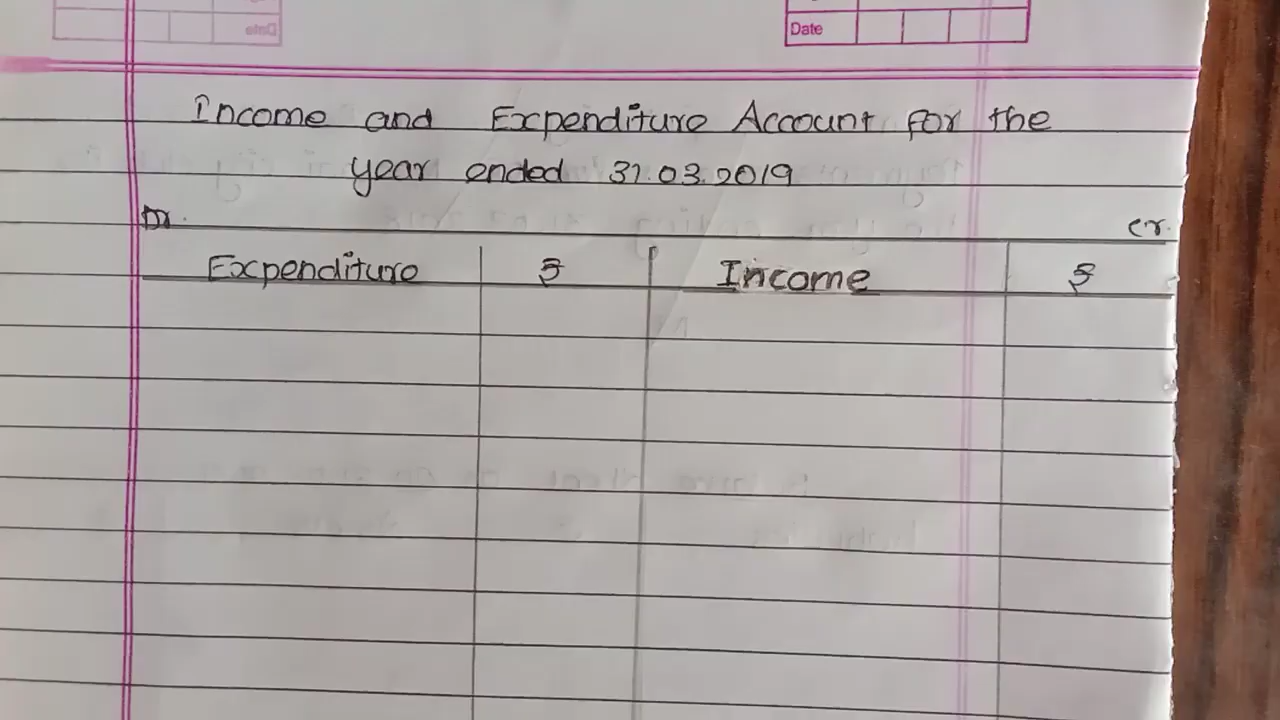 Date
Income and Expenditure Account for the
year ended 31.03.2019
Dr. Cr.
Expenditure ₹ Income ₹